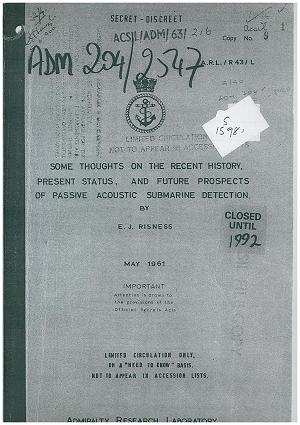 SECRET - DISCREET
ACSIL/ADM/63/216
Copy No. 9
ADM 204/2547
A.R.L./R43/L
S
1598
LIMITED CIRCULATION
NOT TO APPEAR IN ACCESSION LISTS
SOME THOUGHTS ON THE RECENT HISTORY,
PRESENT STATUS, AND FUTURE PROSPECTS
OF PASSIVE ACOUSTIC SUBMARINE DETECTION.
BY
E. J. RISNESS
CLOSED
UNTIL
1992
MAY 1961
IMPORTANT
Attention is drawn to
the provisions of the
Official Secrets Acts
LIMITED CIRCULATION ONLY,
ON A "NEED TO KNOW" BASIS.
NOT TO APPEAR IN ACCESSION LISTS.
ADMIRALTY RESEARCH LABORATORY